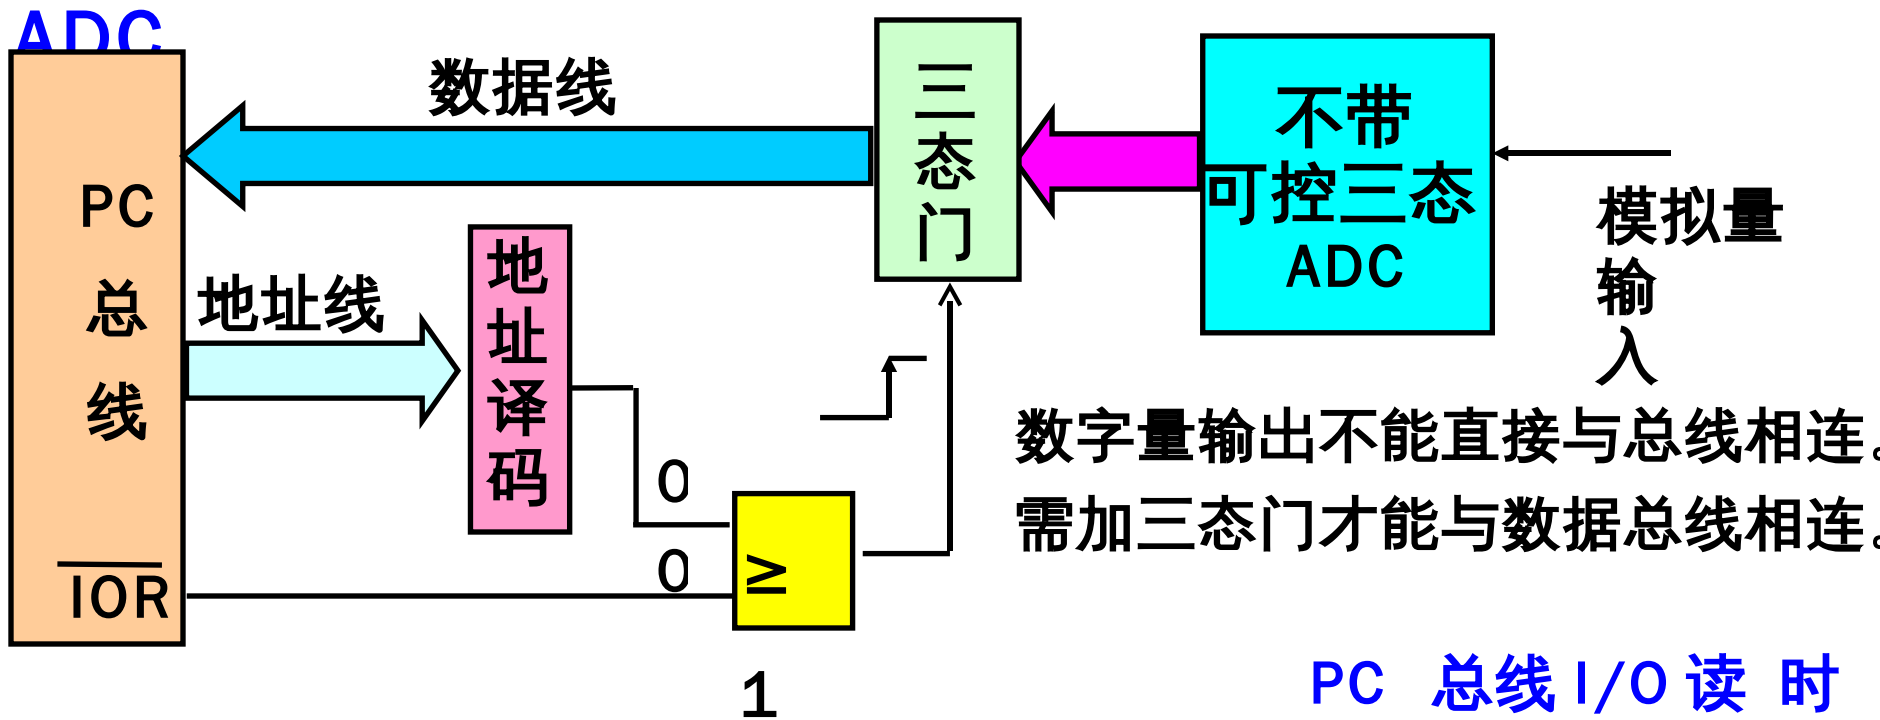 ADC
数据线
三态门
不带
可控三态
ADC
PC
总
线
地址线
地址译码
模拟量
输
入
数字量输出不能直接与总线相连。
需加三态门才能与数据总线相连。
0
0
≥
1
IOR
PC 总线 I/O 读 时